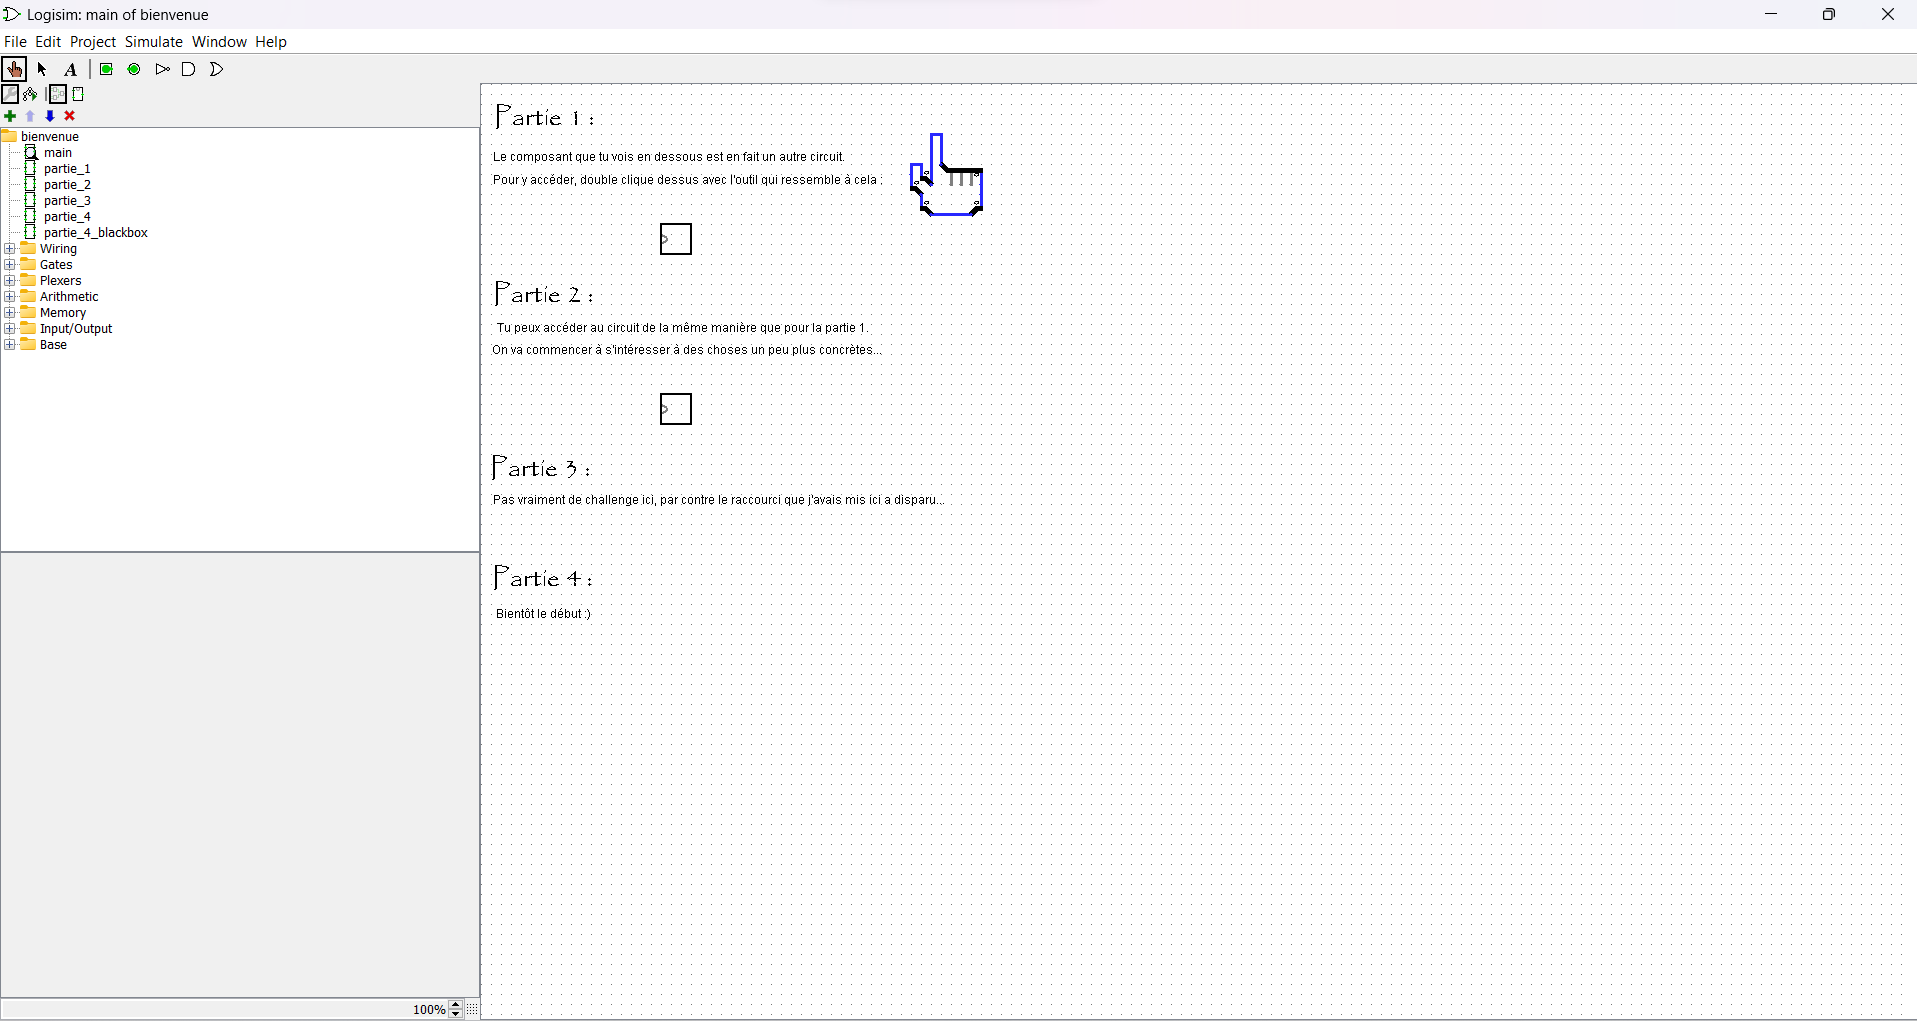 Logisim: main of bienvenue
File Edit Project Simulate Window Help
A
bienvenue
main
partie_1
partie_2
partie_3
partie_4
partie_4_blackbox
Wiring
Gates
Plexers
Arithmetic
Memory
Input/Output
Base
100%
Partie 1 :
Le composant que tu vois en dessous est en fait un autre circuit.
Pour y accéder, double clique dessus avec l'outil qui ressemble à cela :
Partie 2 :
Tu peux accéder au circuit de la même manière que pour la partie 1.
On va commencer à s'intéresser à des choses un peu plus concrètes...
Partie 3 :
Pas vraiment de challenge ici, par contre le raccourci que j'avais mis ici a disparu...
Partie 4 :
Bientôt le début :)